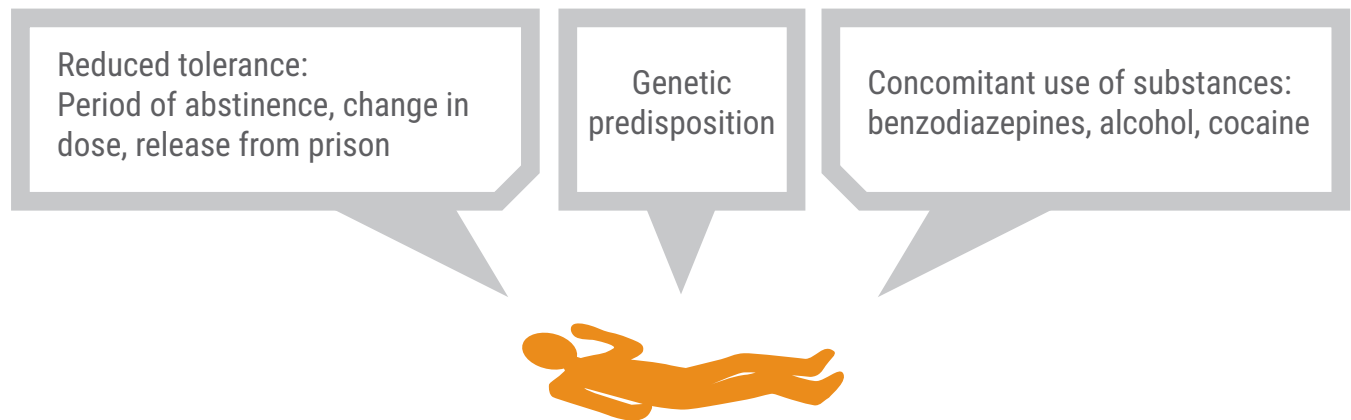 Reduced tolerance:
Period of abstinence, change in
dose, release from prison
Genetic
predisposition
Concomitant use of substances:
benzodiazepines, alcohol, cocaine